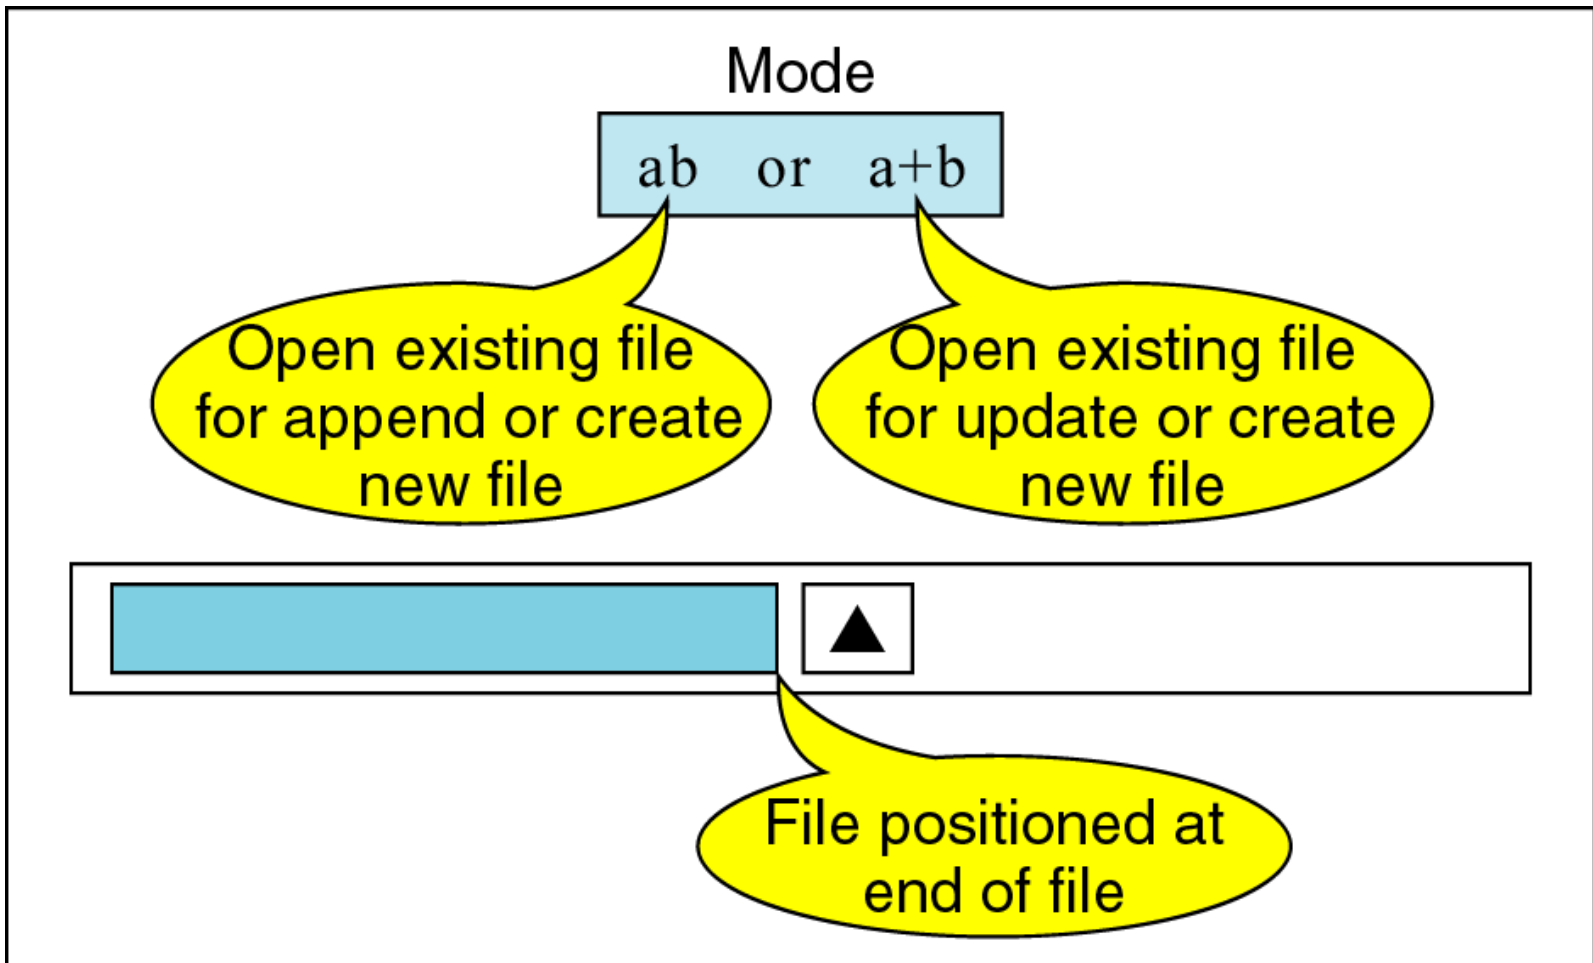 Mode
ab or a+b
Open existing file
for append or create
new file
Open existing file
for update or create
new file
File positioned at
end of file